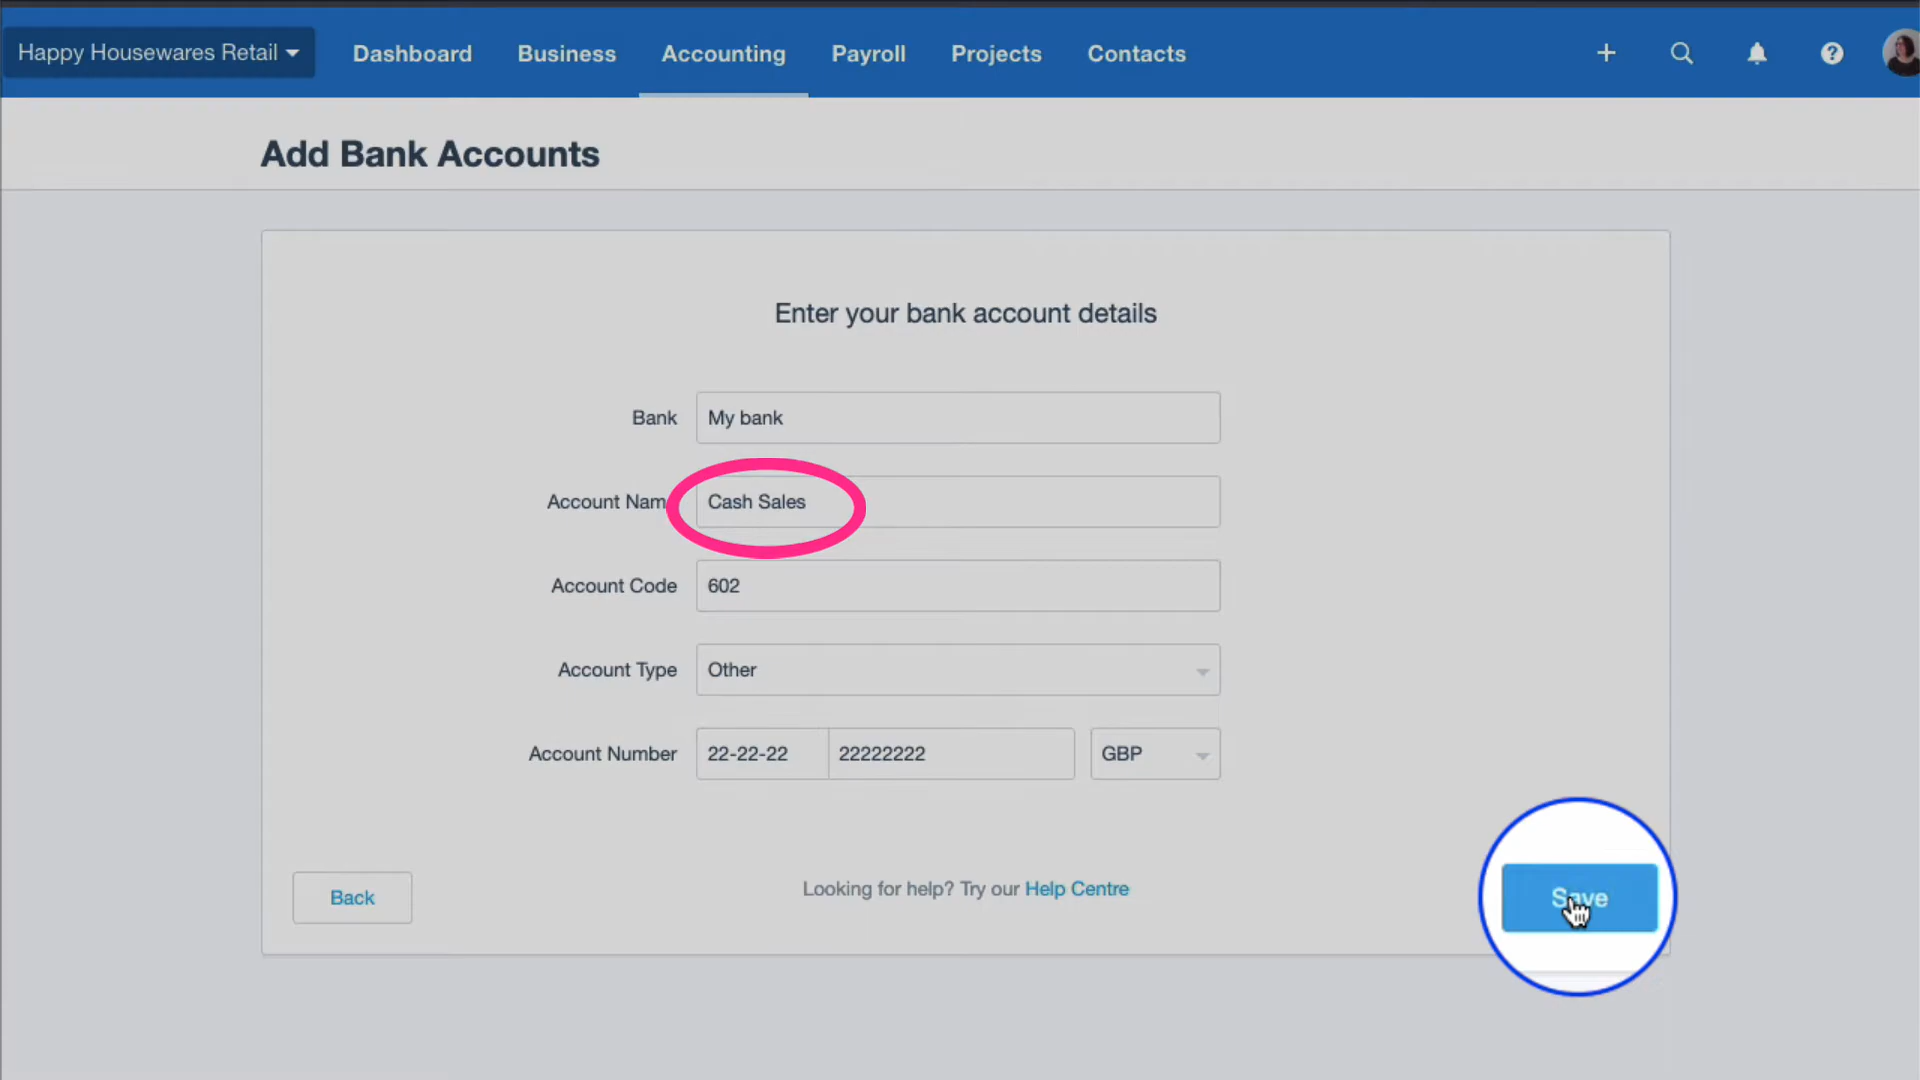 Happy Housewares Retail Dashboard Business Accounting Payroll Projects Contacts
Add Bank Accounts
Enter your bank account details
Bank My bank
Account Nam Cash Sales
Account Code 602
Account Type Other
Account Number 22-22-22 22222222 GBP
Back Looking for help? Try our Help Centre Save